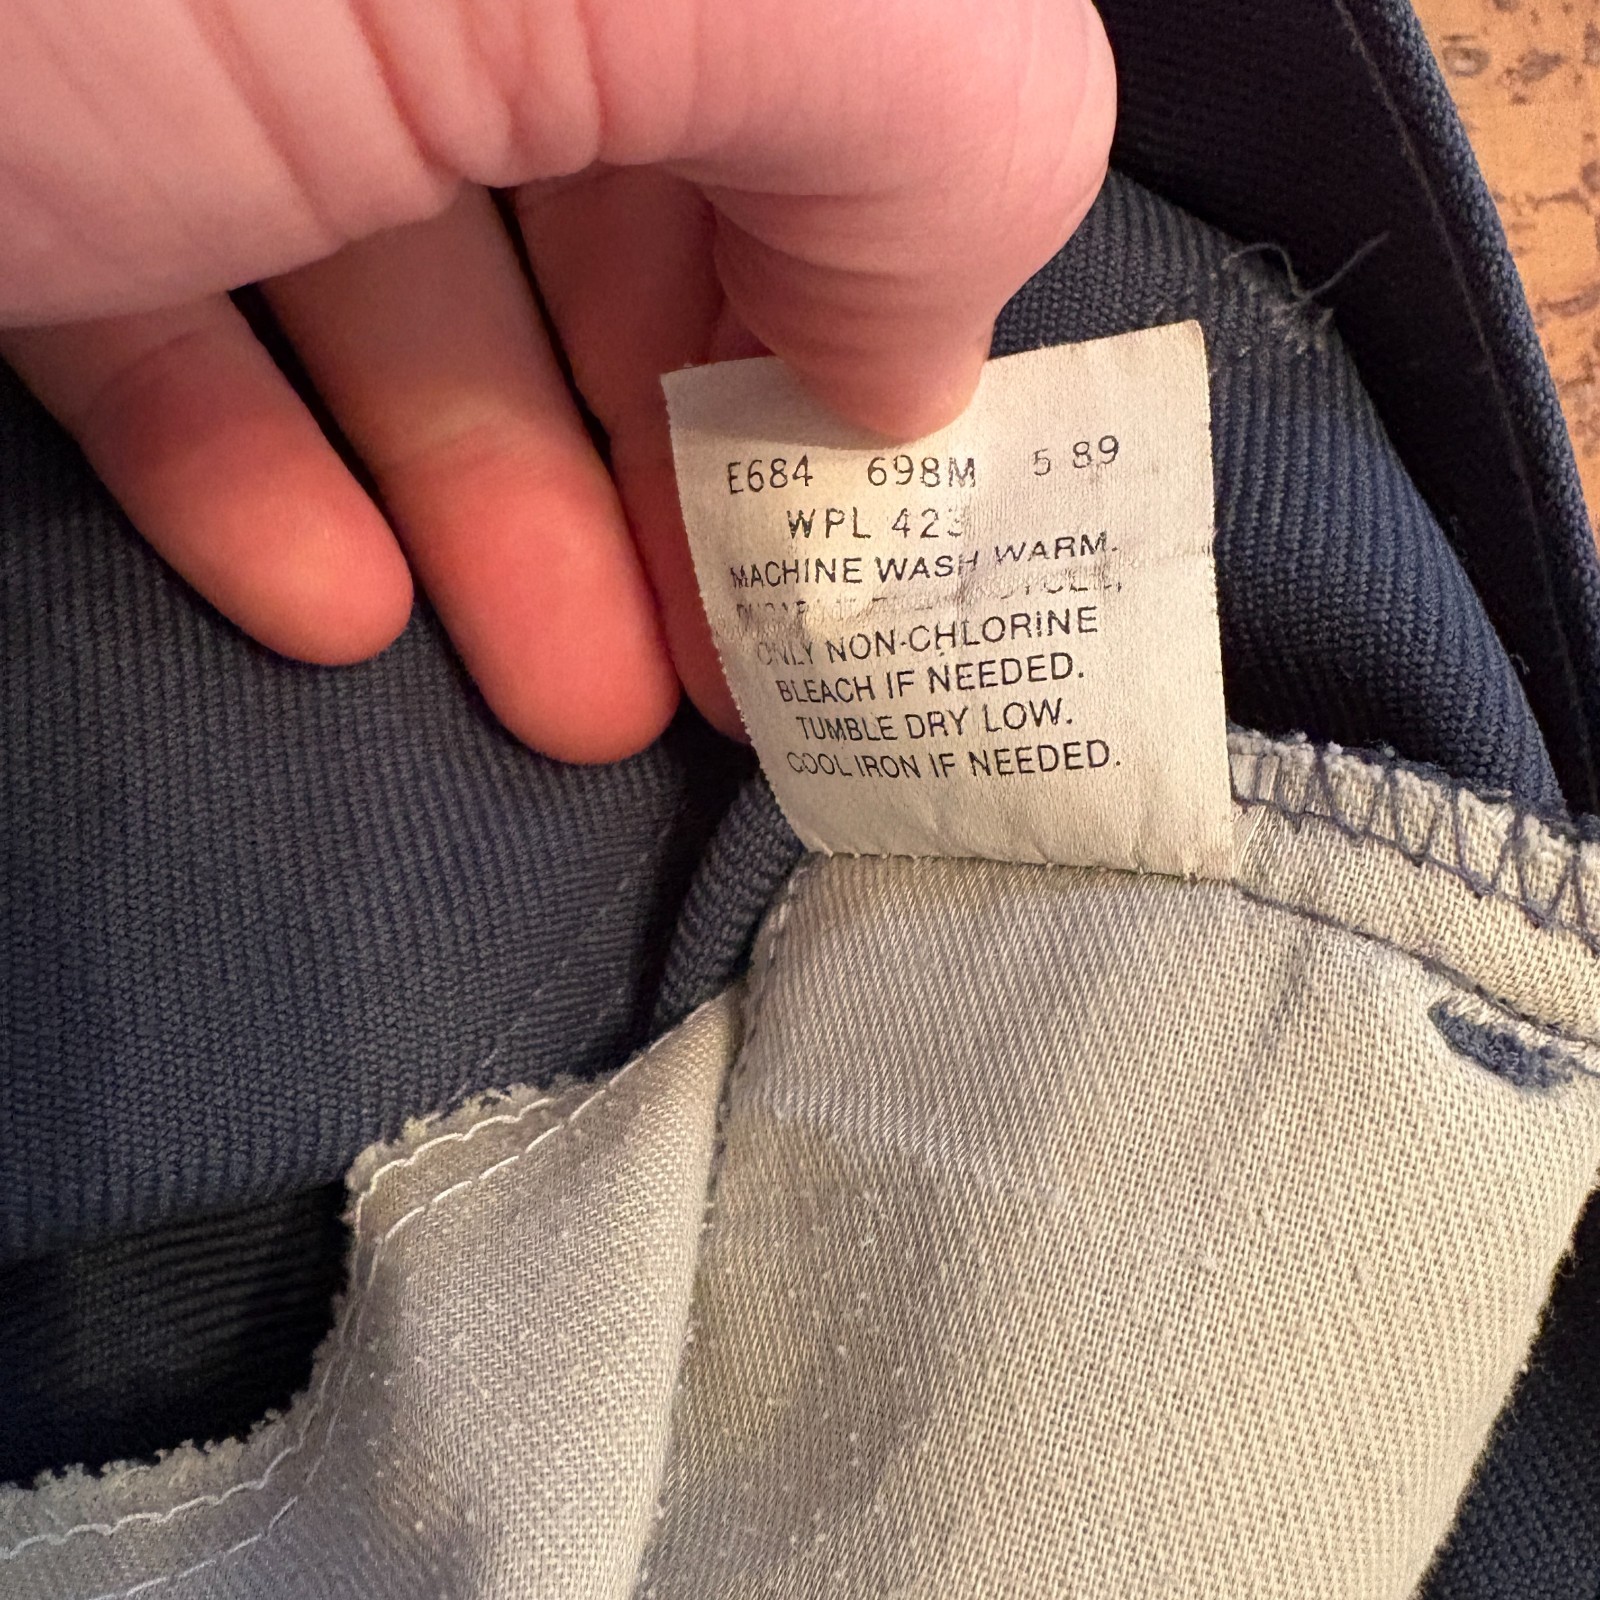 E684 698M 5 89
WPL 423
MACHINE WASH WARM.
ONLY NON-CHLORINE
BLEACH IF NEEDED.
TUMBLE DRY LOW.
COOL IRON IF NEEDED.